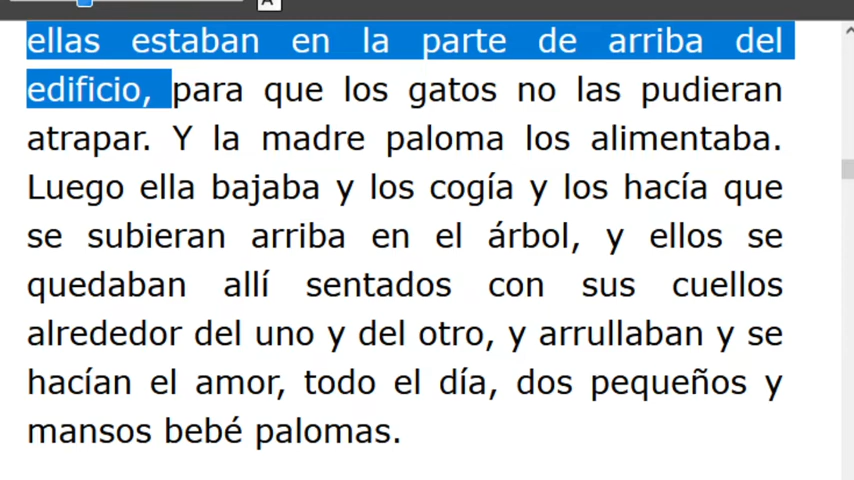 A
ellas estaban en la parte de arriba del
edificio, para que los gatos no las pudieran
atrapar. Y la madre paloma los alimentaba.
Luego ella bajaba y los cogía y los hacía que
se subieran arriba en el árbol, y ellos se
quedaban allí sentados con sus cuellos
alrededor del uno y del otro, y arrullaban y se
hacían el amor, todo el día, dos pequeños y
mansos bebé palomas.